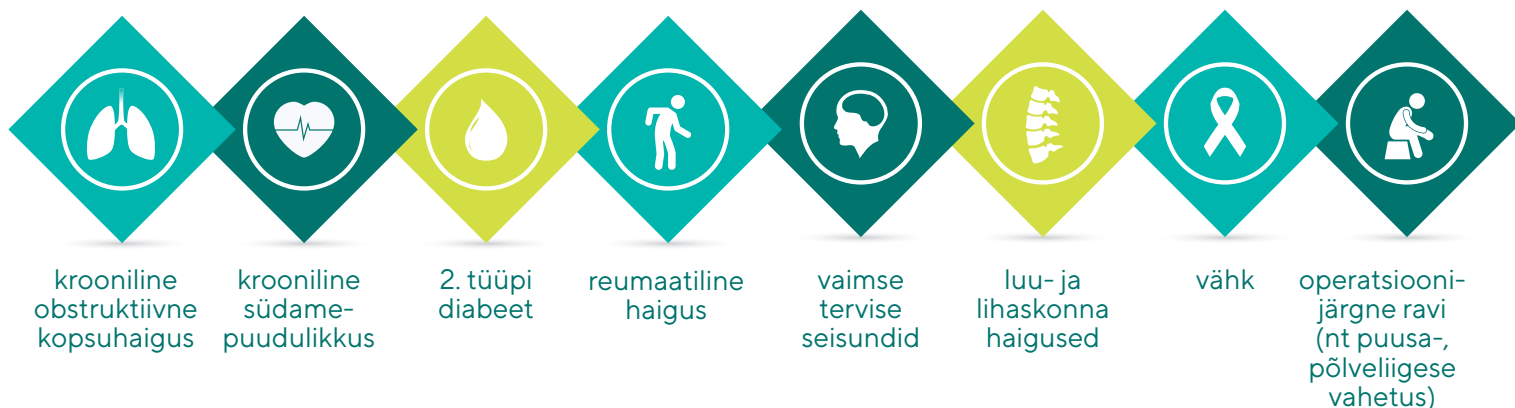 krooniline
obstruktiivne
kopsuhaigus
krooniline
südame-
puudulikkus
2. tüüpi
diabeet
reumaatiline
haigus
vaimse
tervise
seisundid
luu- ja
lihaskonna
haigused
vähk
operatsiooni-
järgne ravi
(nt puusa-,
põlveliigese
vahetus)